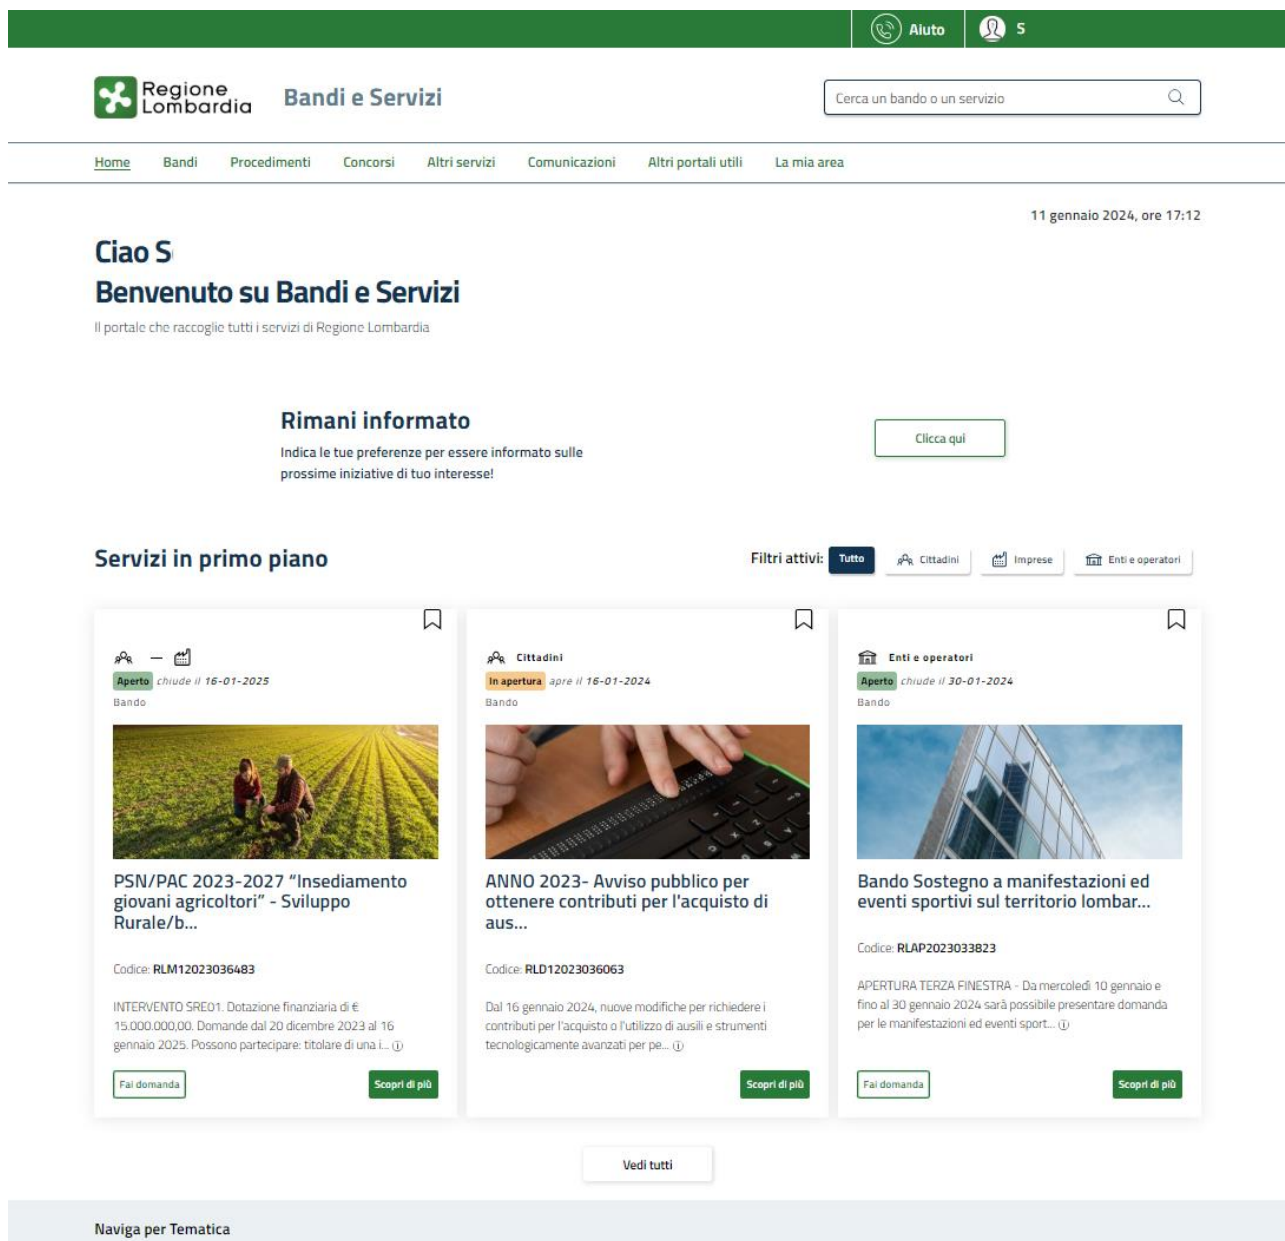 Aiuto
S
Regione
Lombardia
Bandi e Servizi
Cerca un bando o un servizio
Home Bandi Procedimenti Concorsi Altri servizi Comunicazioni Altri portali utili La mia area
11 gennaio 2024, ore 17:12
Ciao S
Benvenuto su Bandi e Servizi
Il portale che raccoglie tutti i servizi di Regione Lombardia
Rimani informato
Indica le tue preferenze per essere informato sulle
prossime iniziative di tuo interesse!
Clicca qui
Servizi in primo piano
Filtri attivi: Tutto Cittadini Imprese Enti e operatori
Aperto chiude il 16-01-2025
Bando
PSN/PAC 2023-2027 “Insediamento
giovani agricoltori” - Sviluppo
Rurale/b...
Codice: RLM12023036483
INTERVENTO SRE01. Dotazione finanziaria di €
15.000.000,00. Domande dal 20 dicembre 2023 al 16
gennaio 2025. Possono partecipare: titolare di una i...
Fai domanda
Scopri di più
Cittadini
In apertura apre il 16-01-2024
Bando
ANNO 2023- Avviso pubblico per
ottenere contributi per l'acquisto di
aus...
Codice: RLD12023036063
Dal 16 gennaio 2024, nuove modifiche per richiedere i
contributi per l'acquisto o l'utilizzo di ausili e strumenti
tecnologicamente avanzati per pe...
Scopri di più
Enti e operatori
Aperto chiude il 30-01-2024
Bando
Bando Sostegno a manifestazioni ed
eventi sportivi sul territorio lombar...
Codice: RLAP2023033823
APERTURA TERZA FINESTRA - Da mercoledì 10 gennaio e
fino al 30 gennaio 2024 sarà possibile presentare domanda
per le manifestazioni ed eventi sport...
Fai domanda
Scopri di più
Vedi tutti
Naviga per Tematica